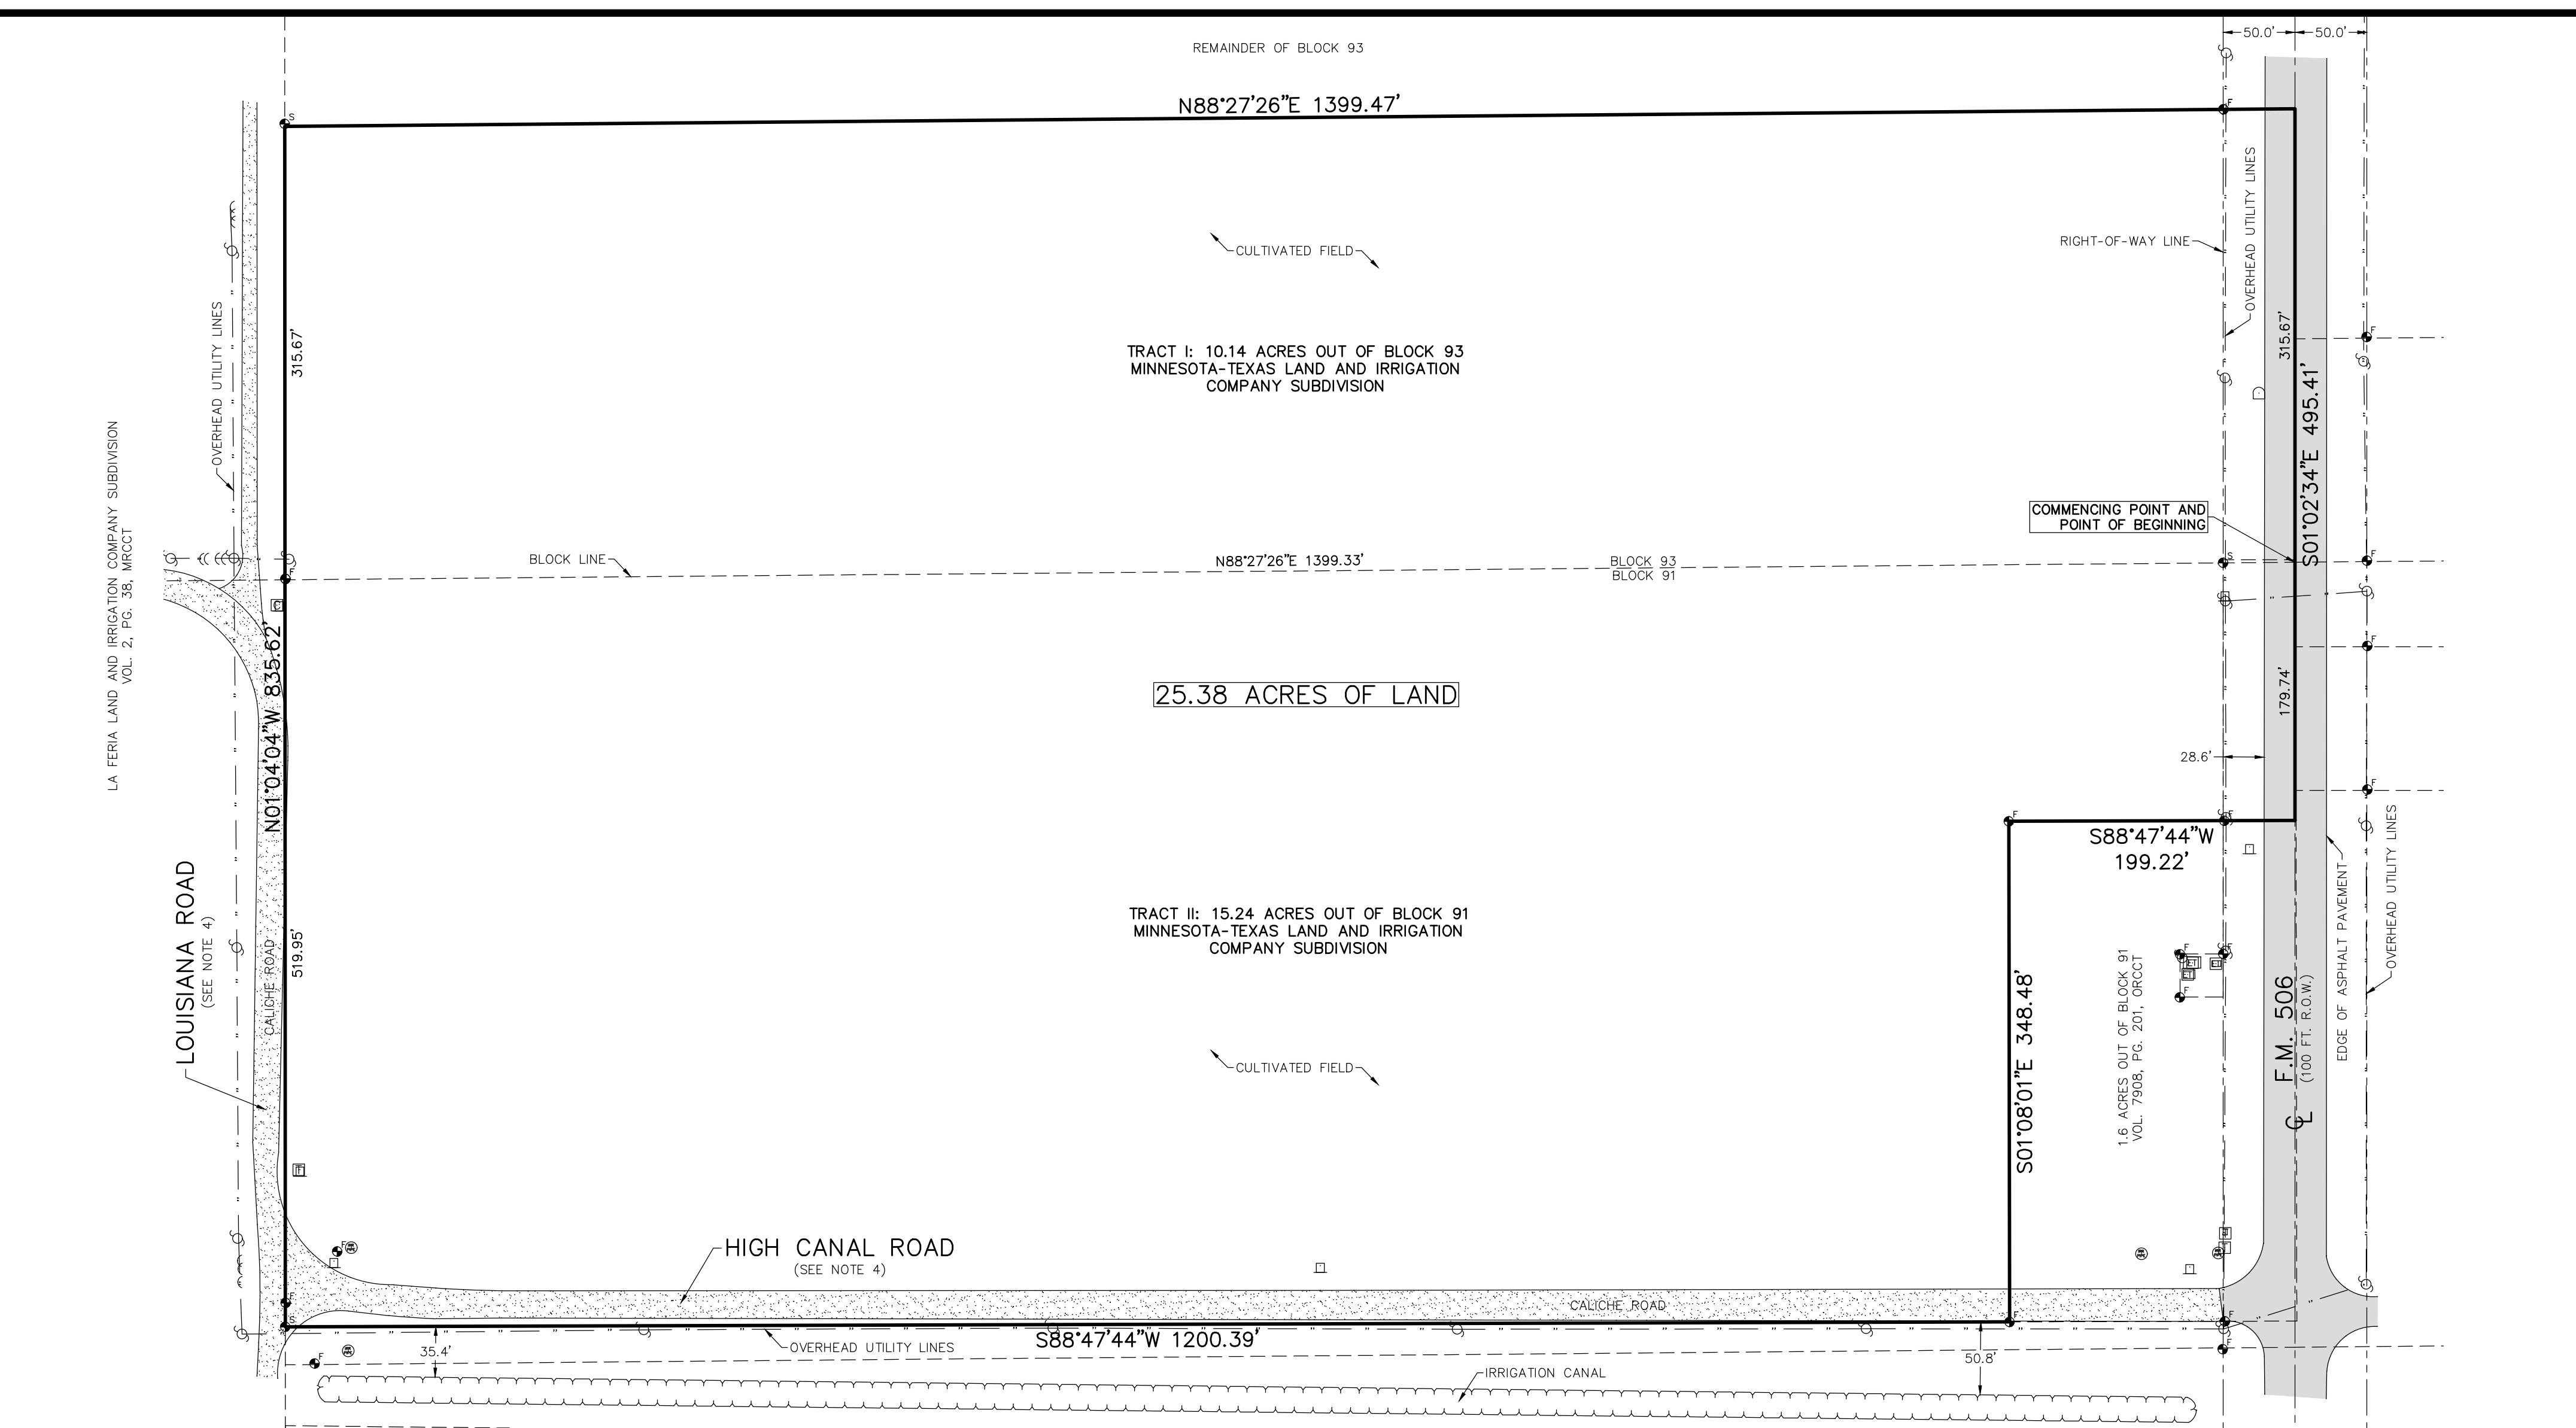 50.0' 50.0'
REMAINDER OF BLOCK 93
N88°27'26"E 1399.47'
S
F
OVERHEAD UTILITY LINES
RIGHT-OF-WAY LINE
CULTIVATED FIELD
OVERHEAD UTILITY LINES
315.67'
315.67'
F
TRACT I: 10.14 ACRES OUT OF BLOCK 93
MINNESOTA-TEXAS LAND AND IRRIGATION
COMPANY SUBDIVISION
S01°02'34"E 495.41'
LA FERIA LAND AND IRRIGATION COMPANY SUBDIVISION
VOL. 2, PG. 38, MRCCT
COMMENCING POINT AND
POINT OF BEGINNING
BLOCK LINE
N88°27'26"E 1399.33'
BLOCK 93
BLOCK 91
S
F
F
C
F
N01°04'04"W 835.62'
25.38 ACRES OF LAND
179.74'
28.6'
F
F
F
S88°47'44"W
199.22'
OVERHEAD UTILITY LINES
EDGE OF ASPHALT PAVEMENT
LOUISIANA ROAD
(SEE NOTE 4)
CALICHE ROAD
519.95'
TRACT II: 15.24 ACRES OUT OF BLOCK 91
MINNESOTA-TEXAS LAND AND IRRIGATION
COMPANY SUBDIVISION
S01°08'01"E 348.48'
1.6 ACRES OUT OF BLOCK 91
VOL. 7908, PG. 201, ORCCT
F
F
F
F.M. 506
(100 FT. R.O.W.)
CL
CULTIVATED FIELD
HIGH CANAL ROAD
(SEE NOTE 4)
F
F
CALICHE ROAD
S
F
F
S88°47'44"W 1200.39'
OVERHEAD UTILITY LINES
35.4'
50.8'
F
F
IRRIGATION CANAL